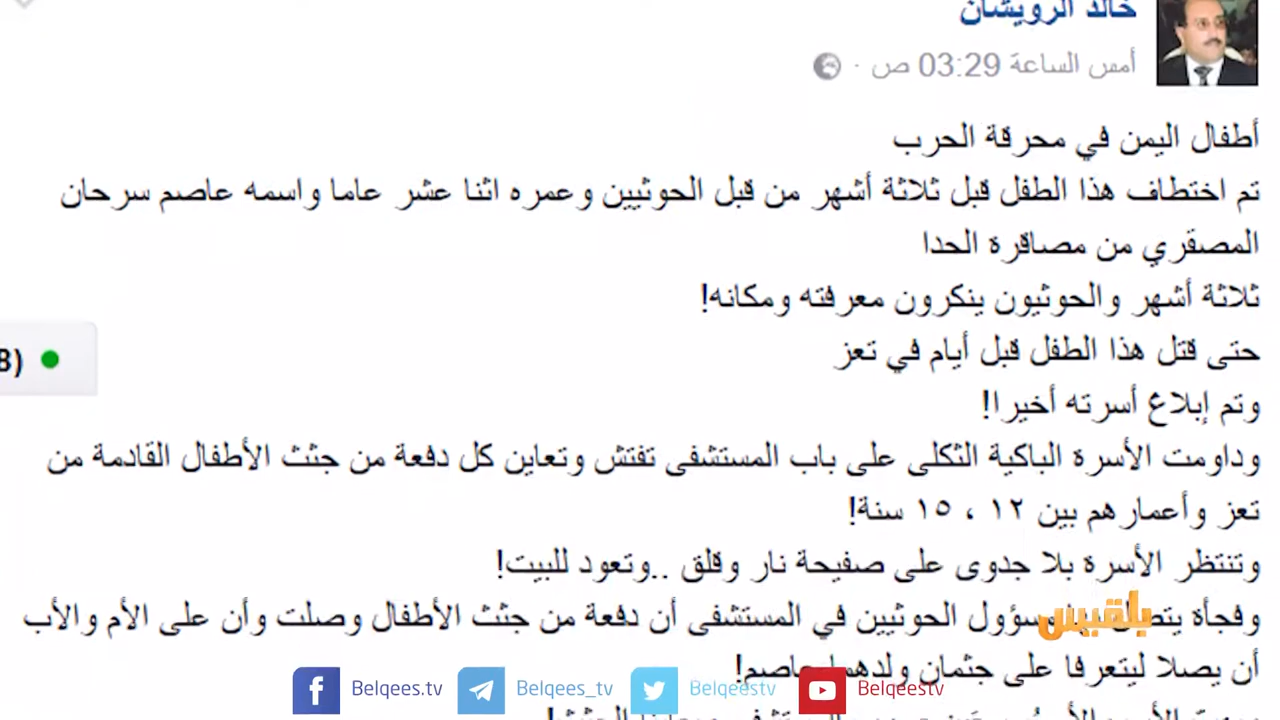 خالد الرويشان
أمس الساعة 03:29 ص ·
أطفال اليمن في محرقة الحرب
تم اختطاف هذا الطفل قبل ثلاثة أشهر من قبل الحوثيين وعمره اثنا عشر عاما واسمه عاصم سرحان
المصقري من مصاقرة الحدا
ثلاثة أشهر والحوثيون ينكرون معرفته ومكانه!
حتى قتل هذا الطفل قبل أيام في تعز
8)
وتم إبلاغ أسرته أخيرا!
وداومت الأسرة الباكية الثكلى على باب المستشفى تفتش وتعاين كل دفعة من جثث الأطفال القادمة من
تعز وأعمارهم بين ١٢ ، ١٥ سنة!
وتنتظر الأسرة بلا جدوى على صفيحة نار وقلق ..وتعود للبيت!
وفجأة مسؤول الحوثيين في المستشفى أن دفعة من جثث الأطفال وصلت وأن على الأم والأب
بلقيس
أن يصلا ليتعرفا على جثمان ولدهما عاصم!
Belqees.tv Belqees_tv Belqeestv Belqeestv